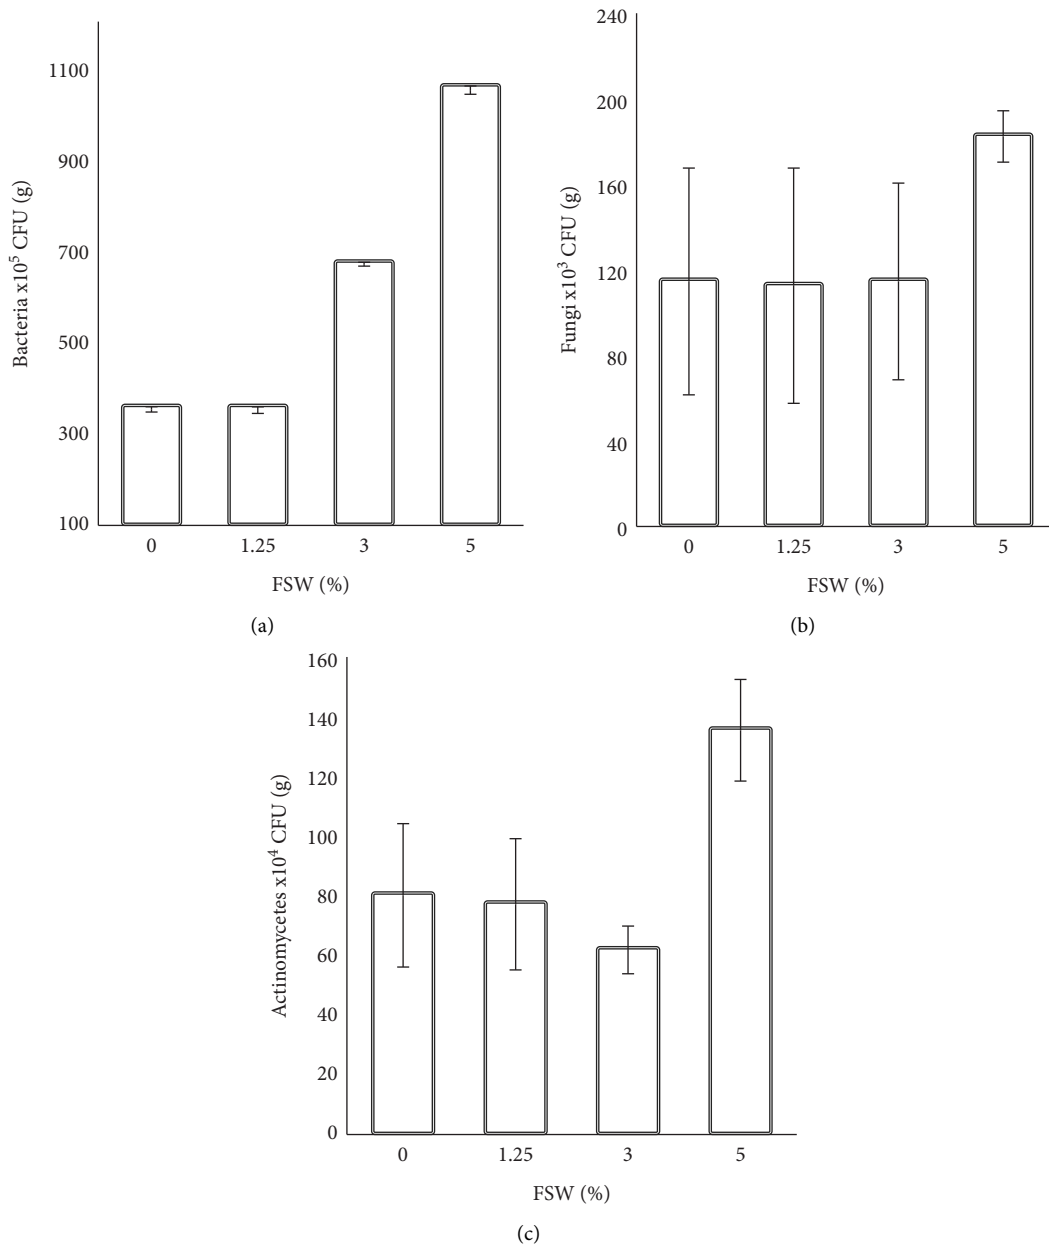 Bacteria x10⁵ CFU (g)
1100
900
700
500
300
100
0 1.25 3 5
FSW (%)
(a)
Fungi x10³ CFU (g)
240
200
160
120
80
40
0
0 1.25 3 5
FSW (%)
(b)
Actinomycetes x10⁴ CFU (g)
160
140
120
100
80
60
40
20
0
0 1.25 3 5
FSW (%)
(c)